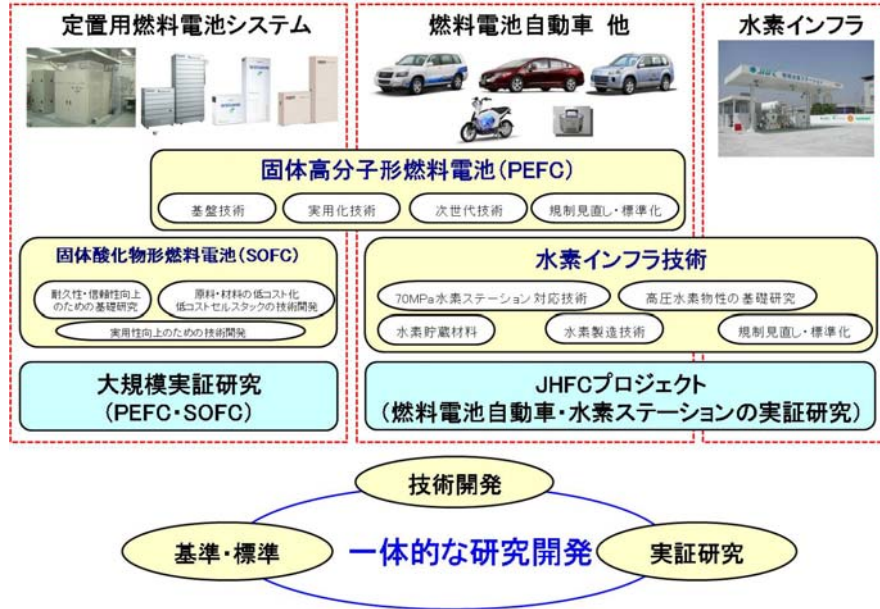 定置用燃料電池システム
燃料電池自動車 他
水素インフラ
固体高分子形燃料電池(PEFC)
基盤技術
実用化技術
次世代技術
規制見直し・標準化
固体酸化物形燃料電池(SOFC)
耐久性・信頼性向上
のための基礎研究
原料・材料の低コスト化
低コストセルスタックの技術開発
実用性向上のための技術開発
水素インフラ技術
70MPa水素ステーション対応技術
高圧水素物性の基礎研究
水素貯蔵材料
水素製造技術
規制見直し・標準化
大規模実証研究
(PEFC・SOFC)
JHFCプロジェクト
(燃料電池自動車・水素ステーションの実証研究)
技術開発
基準・標準
一体的な研究開発
実証研究